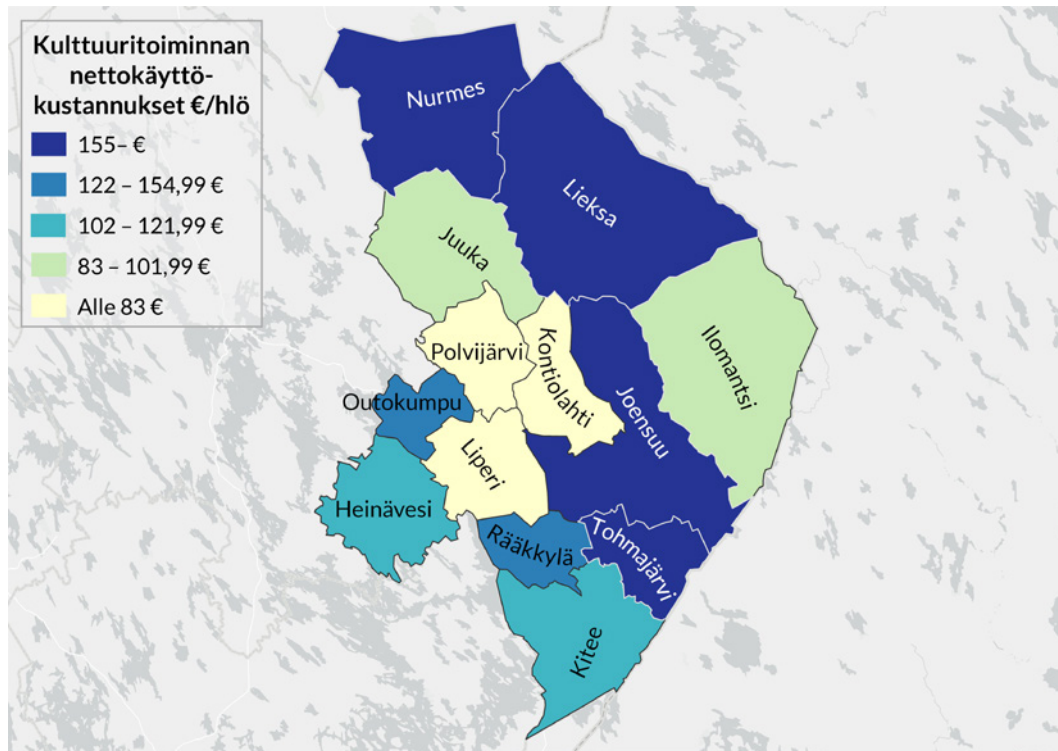 Kulttuuritoiminnan
nettokäyttö-
kustannukset €/hlö
155– €
122 – 154,99 €
102 – 121,99 €
83 – 101,99 €
Alle 83 €
Nurmes
Lieksa
Juuka
Ilomantsi
Polvijärvi
Kontiolahti
Joensuu
Outokumpu
Liperi
Heinävesi
Rääkkylä
Tohmajärvi
Kitee